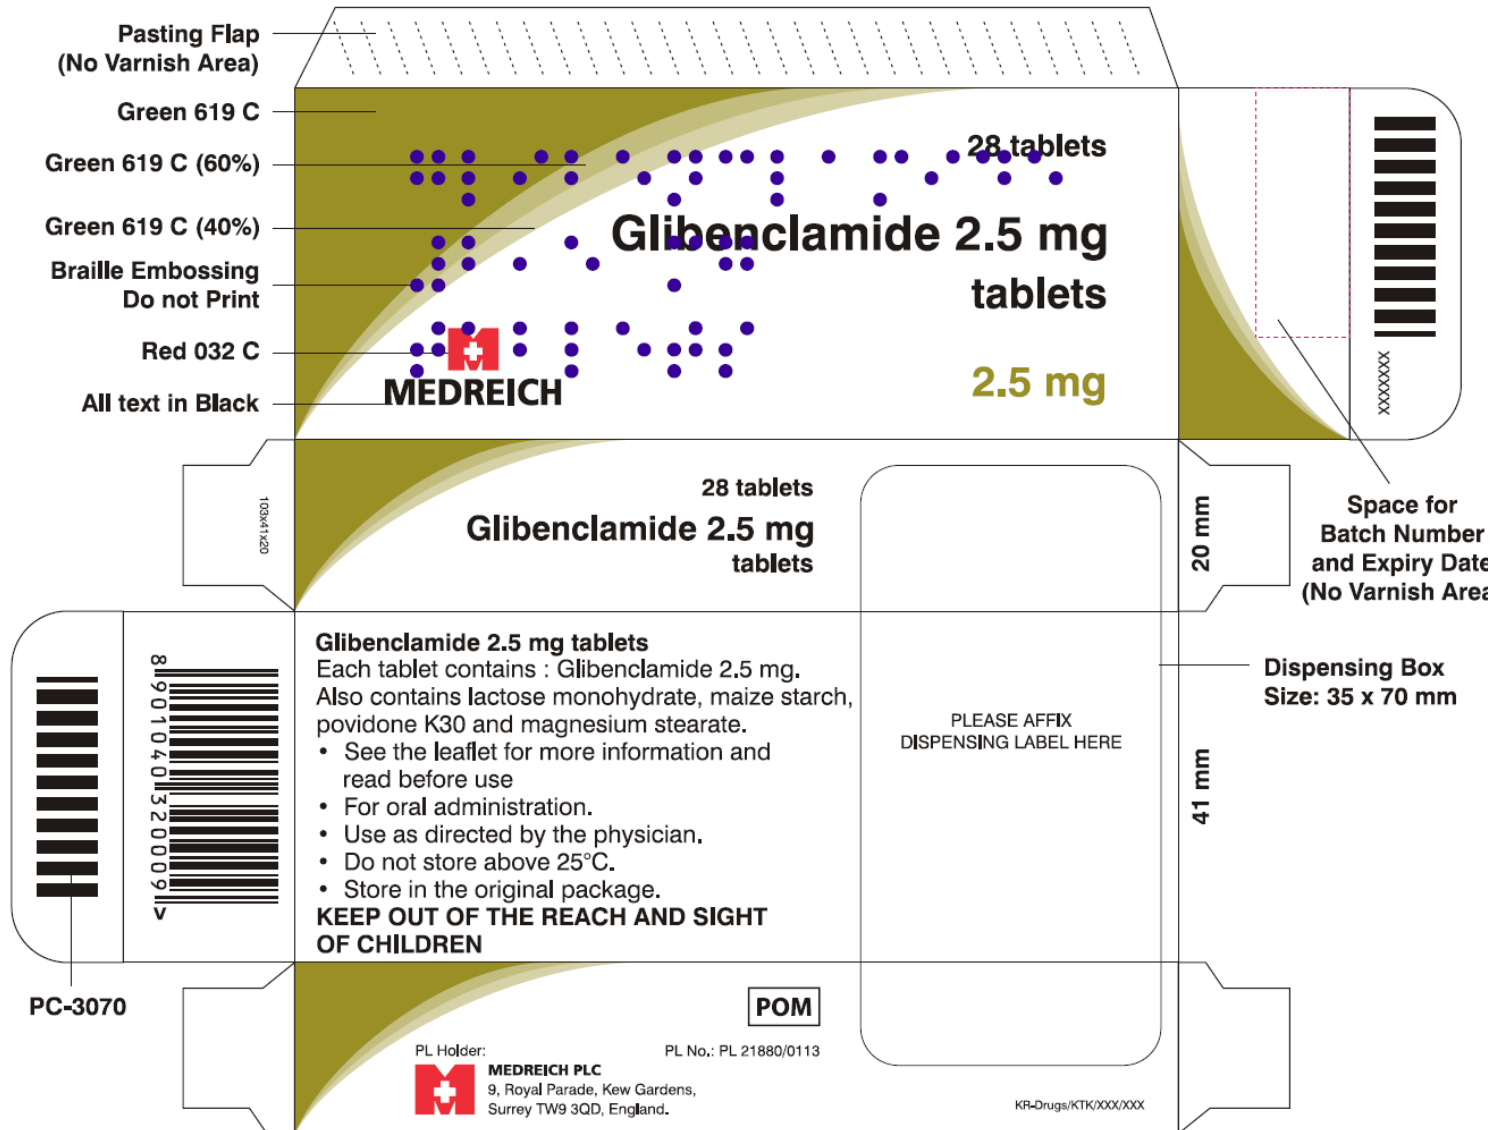 Pasting Flap
(No Varnish Area)
Green 619 C
Green 619 C (60%)
Green 619 C (40%)
Braille Embossing
Do not Print
Red 032 C
All text in Black
28 tablets
Glibenclamide 2.5 mg
tablets
2.5 mg
MEDREICH
XXXXXXX
Space for
Batch Number
and Expiry Date
(No Varnish Area
103x41x20
28 tablets
Glibenclamide 2.5 mg
tablets
20 mm
Glibenclamide 2.5 mg tablets
Each tablet contains : Glibenclamide 2.5 mg.
Also contains lactose monohydrate, maize starch,
povidone K30 and magnesium stearate.
• See the leaflet for more information and
read before use
• For oral administration.
• Use as directed by the physician.
• Do not store above 25°C.
• Store in the original package.
KEEP OUT OF THE REACH AND SIGHT
OF CHILDREN
8 901040 320009 >
PLEASE AFFIX
DISPENSING LABEL HERE
Dispensing Box
Size: 35 x 70 mm
41 mm
PC-3070
POM
PL Holder:
PL No.: PL 21880/0113
MEDREICH PLC
9, Royal Parade, Kew Gardens,
Surrey TW9 3QD, England.
KR-Drugs/KTK/XXX/XXX